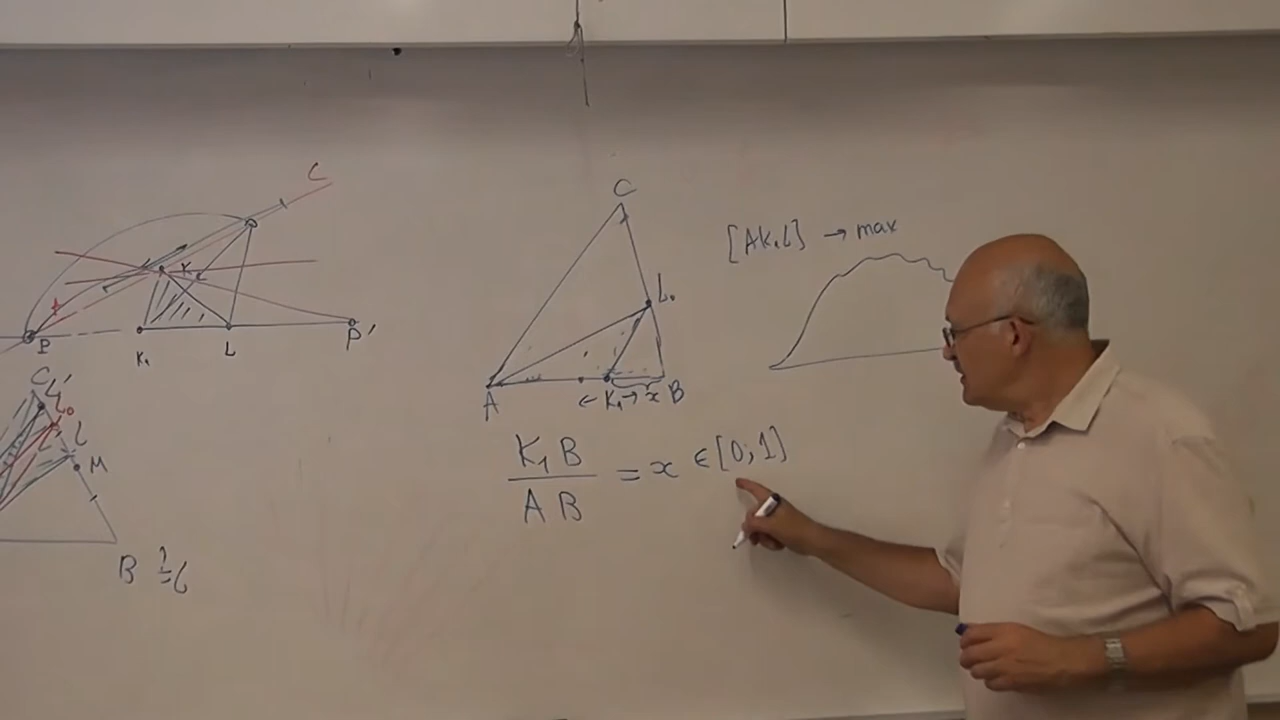 C
P
K₁
L
P'
C
L₀
M
B
C
L₀
A
← K₁ → x B
[AK₁L] → max
K₁B
AB
= x ∈ [0; 1]